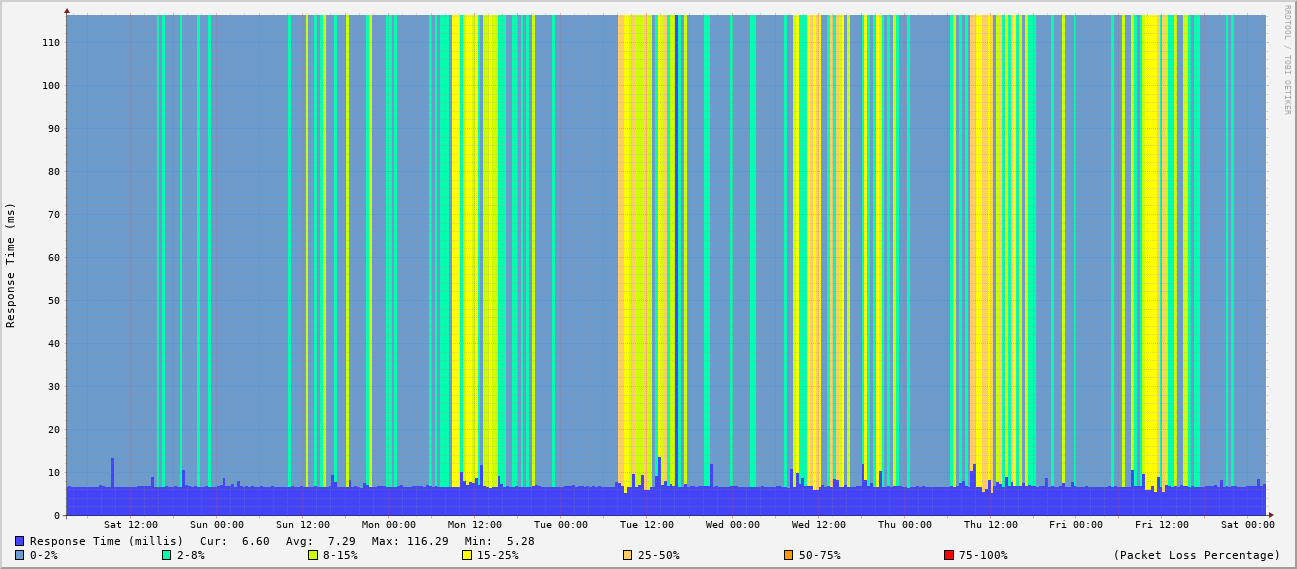 RRDTOOL / TOBI OETIKER
Response Time (ms)
110
100
90
80
70
60
50
40
30
20
10
0
Sat 12:00 Sun 00:00 Sun 12:00 Mon 00:00 Mon 12:00 Tue 00:00 Tue 12:00 Wed 00:00 Wed 12:00 Thu 00:00 Thu 12:00 Fri 00:00 Fri 12:00 Sat 00:00
Response Time (millis) Cur: 6.60 Avg: 7.29 Max: 116.29 Min: 5.28
0-2% 2-8% 8-15% 15-25% 25-50% 50-75% 75-100% (Packet Loss Percentage)